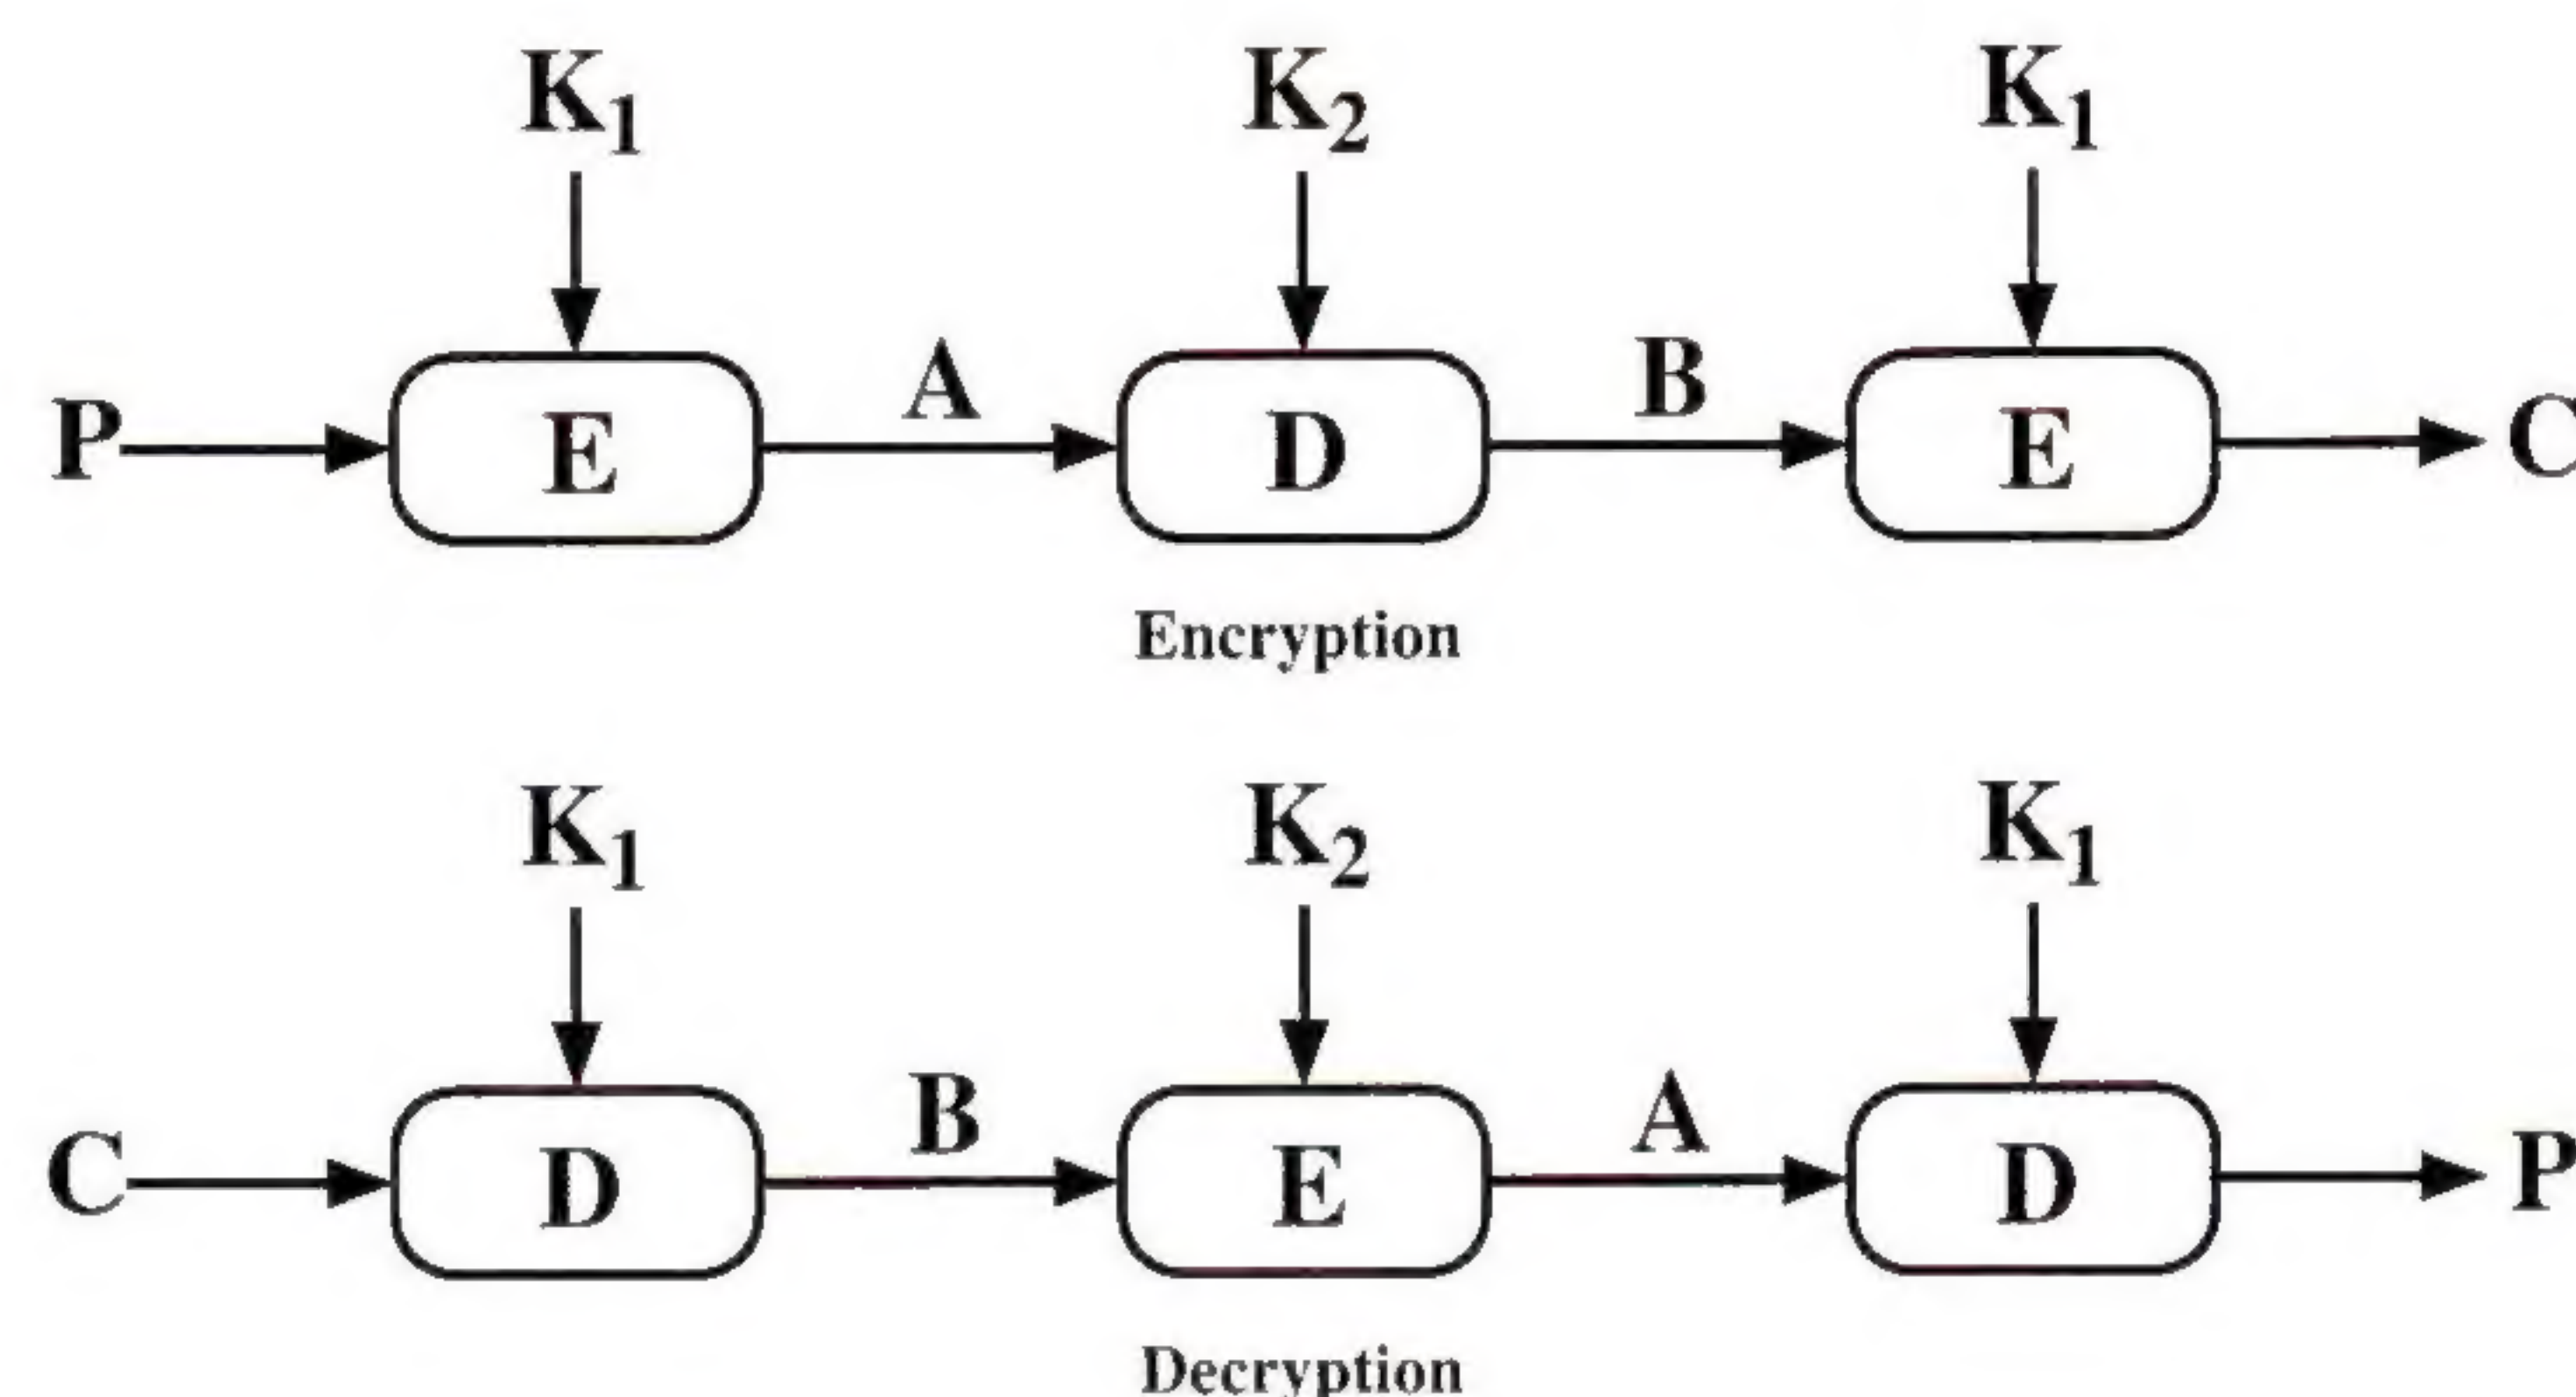 K1 K2 K1
P E A D B E C
Encryption
K1 K2 K1
C D B E A D P
Decryption